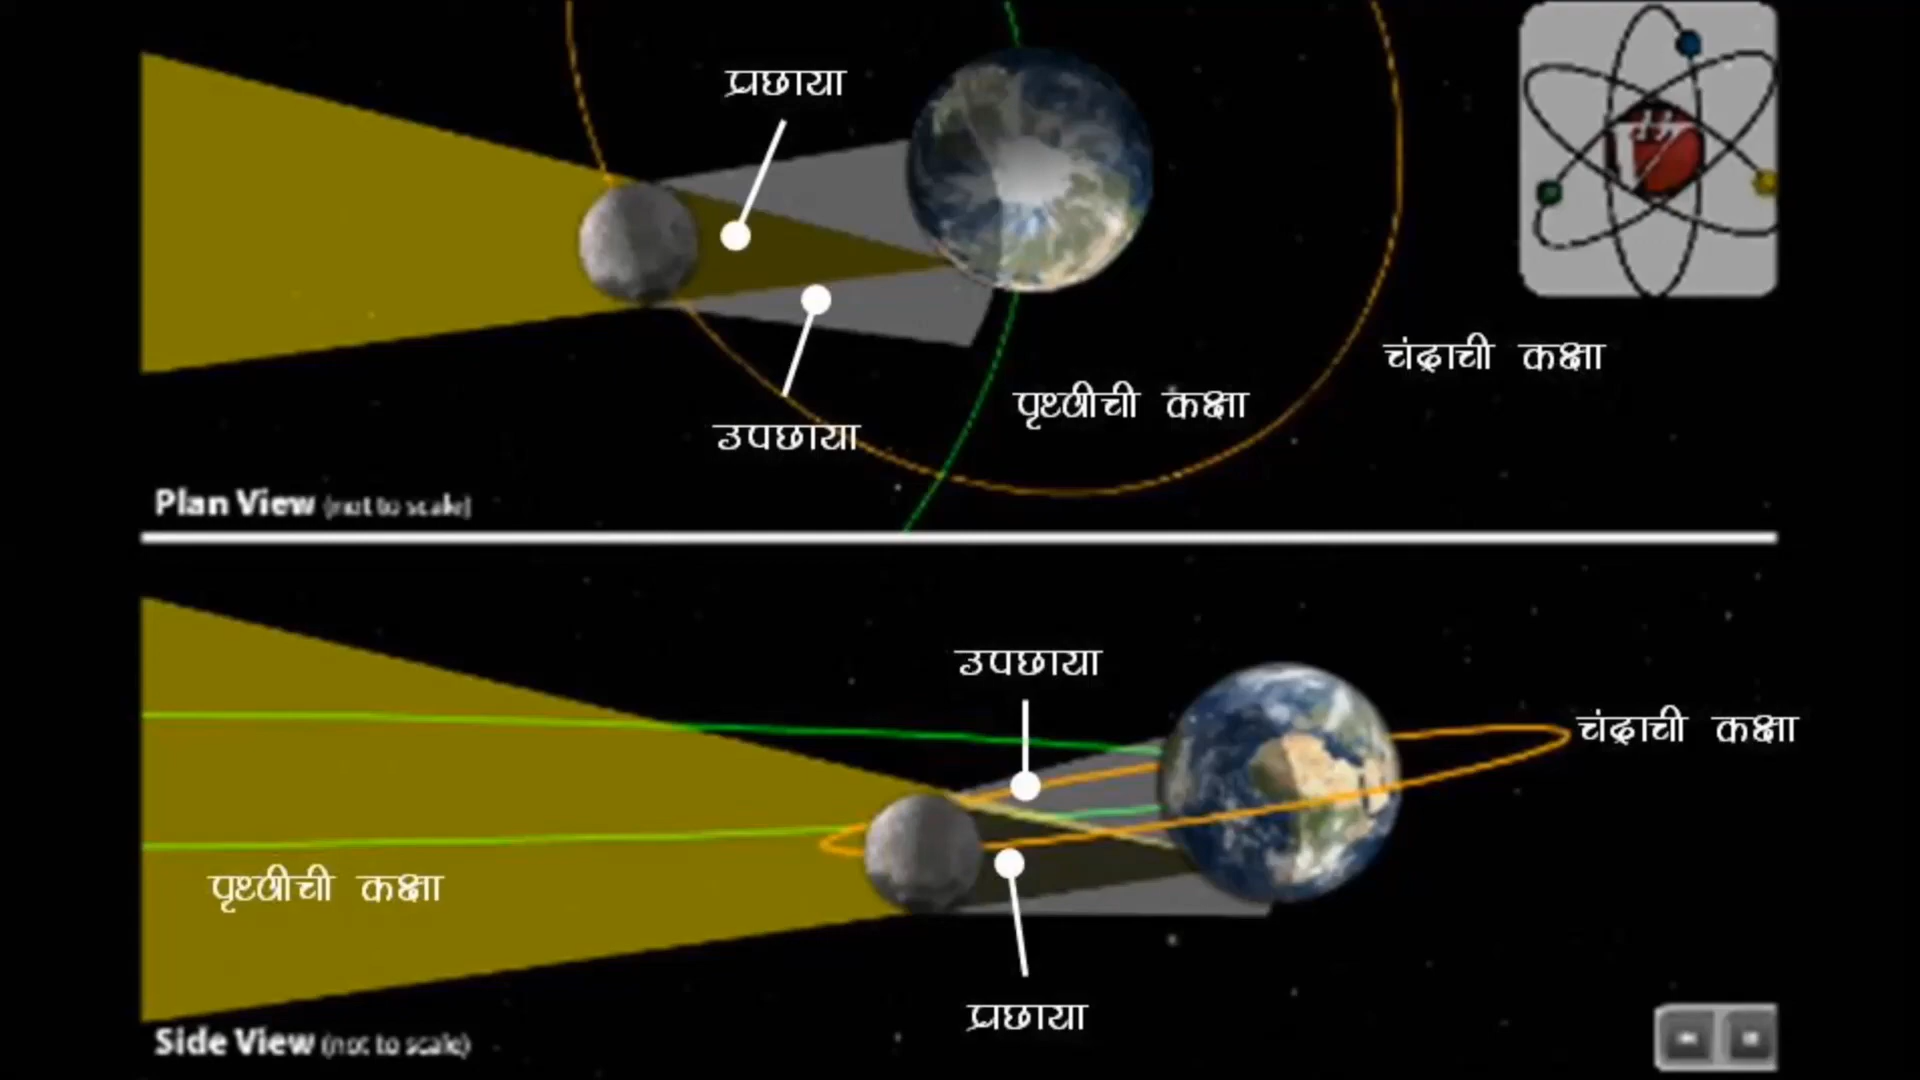 प्रछाया
उपछाया
पृथ्वीची कक्षा
चंद्राची कक्षा
Plan View (not to scale)
उपछाया
चंद्राची कक्षा
पृथ्वीची कक्षा
प्रछाया
Side View (not to scale)